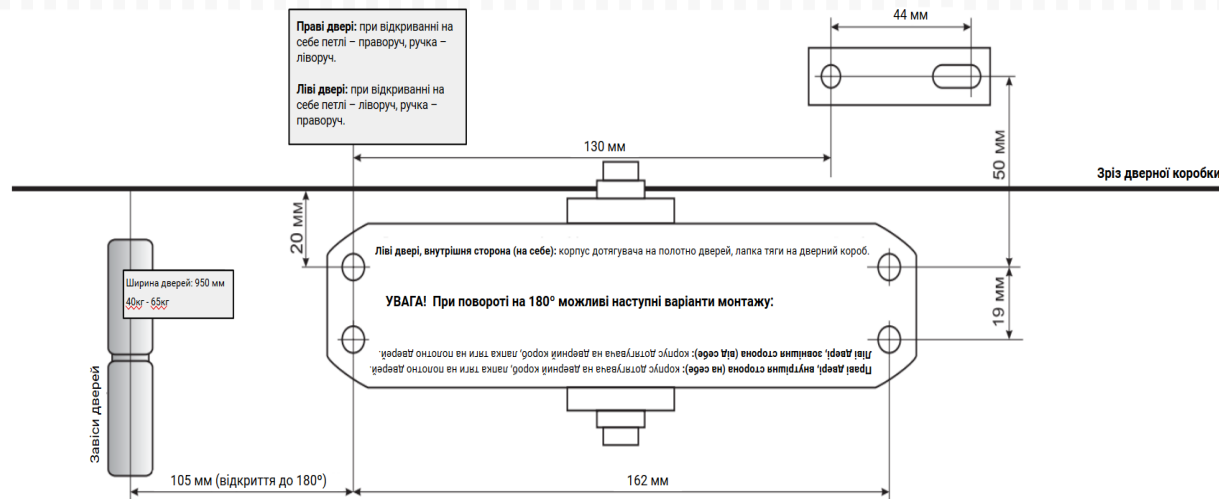 Праві двері: при відкриванні на
себе петлі – праворуч, ручка –
ліворуч.
Ліві двері: при відкриванні на
себе петлі – ліворуч, ручка –
праворуч.
44 мм
130 мм
50 мм
Зріз дверної коробки
20 мм
Ліві двері, внутрішня сторона (на себе): корпус дотягувача на полотно дверей, лапка тяги на дверний короб.
Ширина дверей: 950 мм
40кг - 65кг
УВАГА! При повороті на 180º можливі наступні варіанти монтажу:
19 мм
Ліві двері, зовнішня сторона (від себе): корпус дотягувача на дверний короб, лапка тяги на полотно дверей.
Праві двері, внутрішня сторона (на себе): корпус дотягувача на дверний короб, лапка тяги на полотно дверей.
Завіси дверей
105 мм (відкриття до 180º)
162 мм